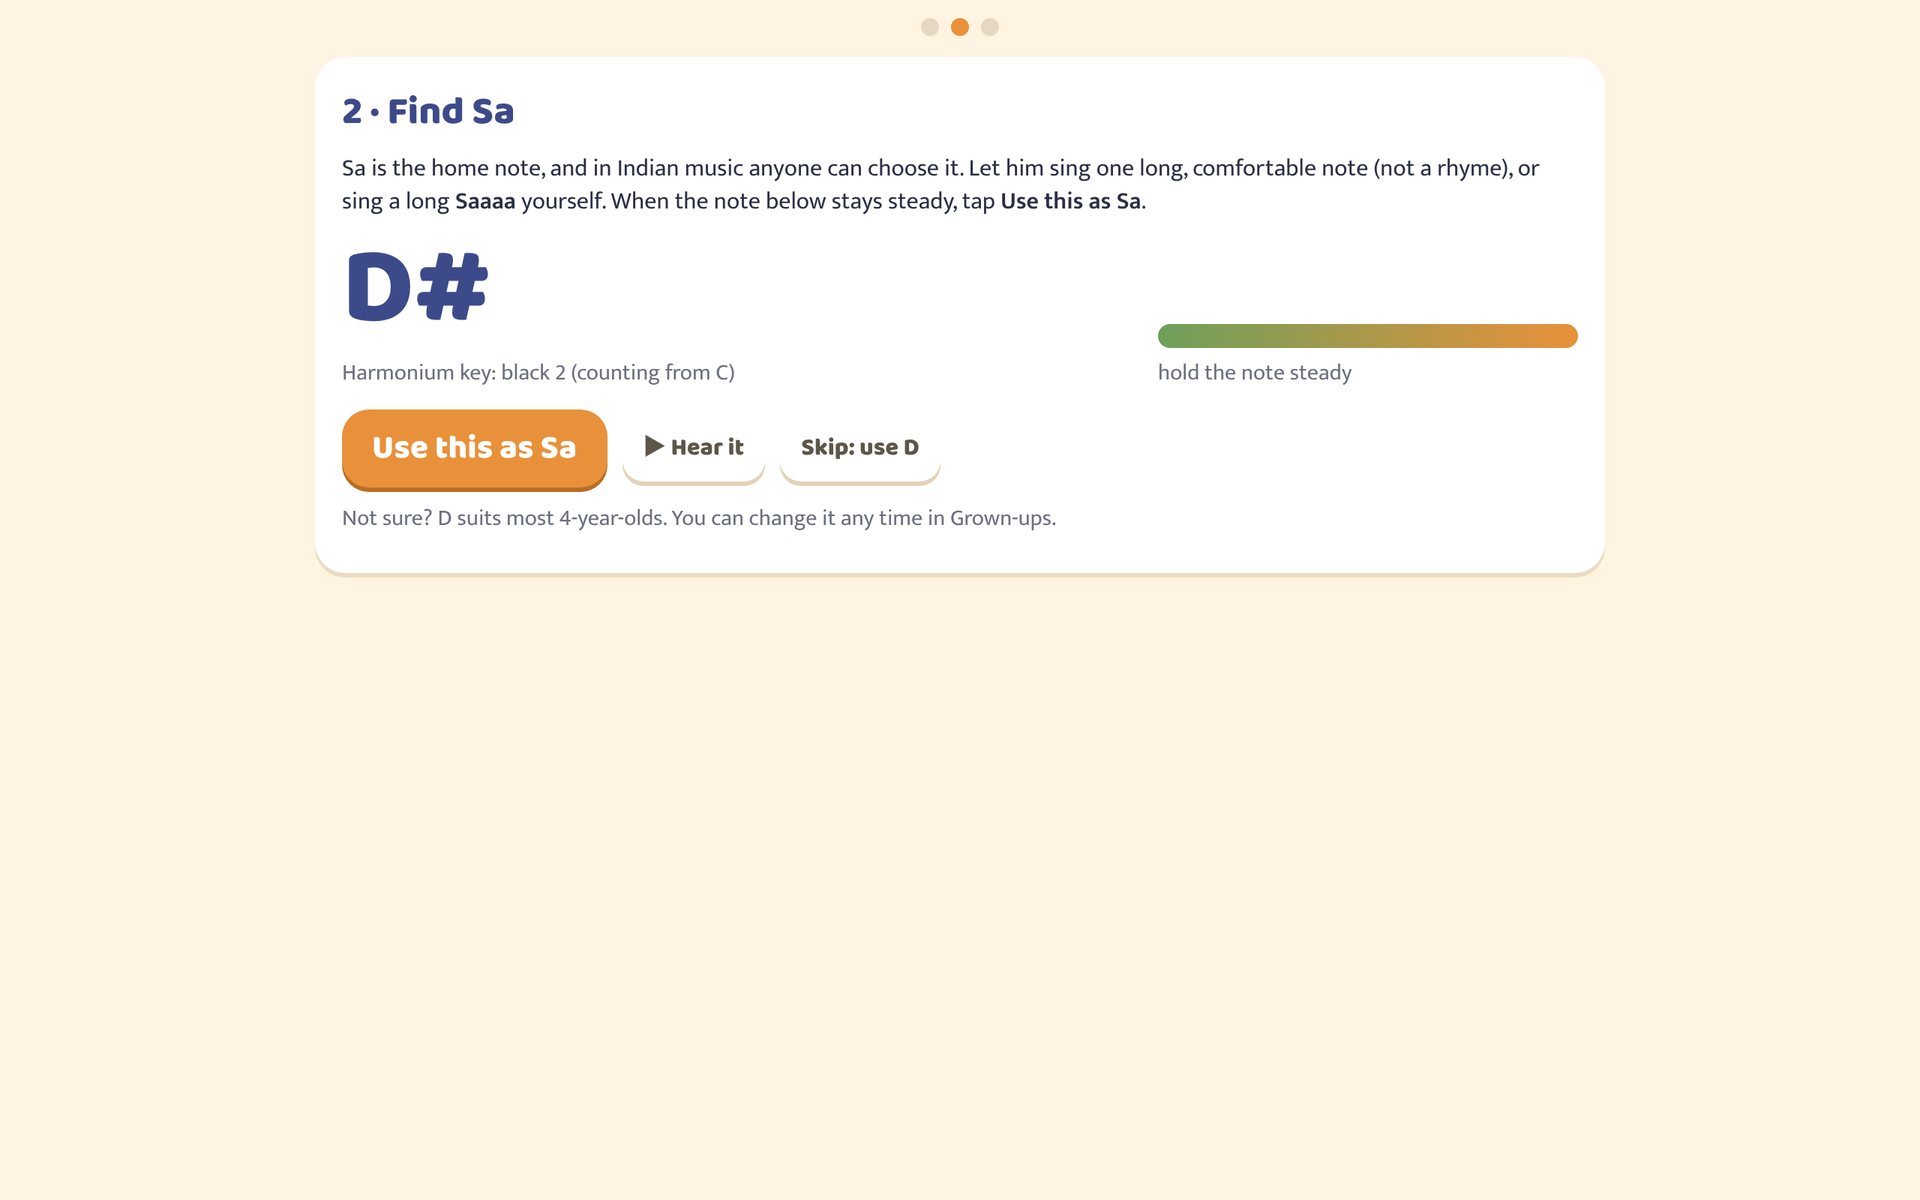 2 · Find Sa
Sa is the home note, and in Indian music anyone can choose it. Let him sing one long, comfortable note (not a rhyme), or
sing a long Saaaa yourself. When the note below stays steady, tap Use this as Sa.
D#
Harmonium key: black 2 (counting from C)
hold the note steady
Use this as Sa
▶ Hear it
Skip: use D
Not sure? D suits most 4-year-olds. You can change it any time in Grown-ups.